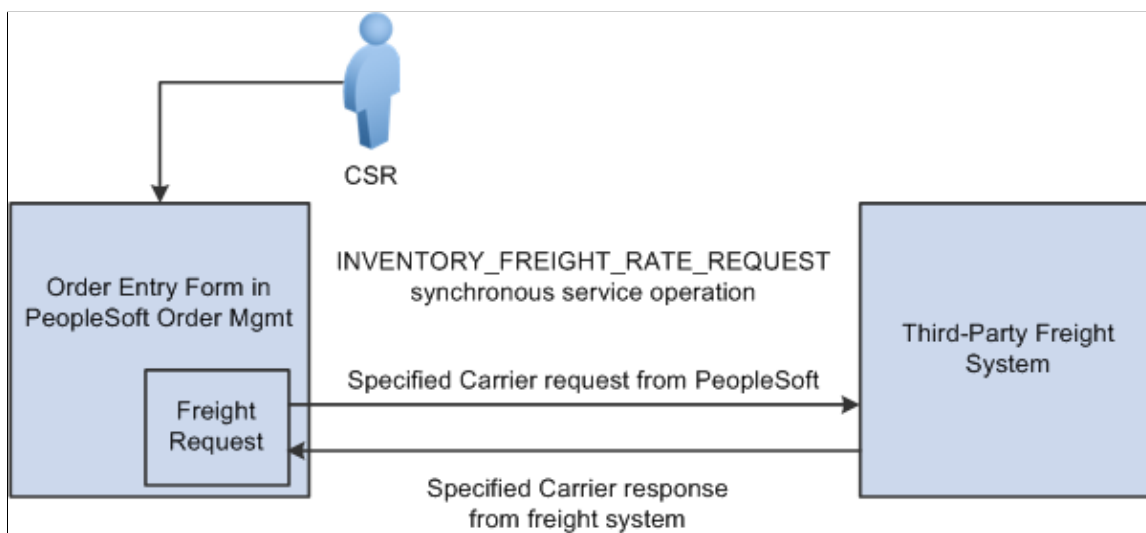 CSR
INVENTORY_FREIGHT_RATE_REQUEST
synchronous service operation
Order Entry Form in
PeopleSoft Order Mgmt
Third-Party Freight
System
Specified Carrier request from PeopleSoft
Freight
Request
Specified Carrier response
from freight system